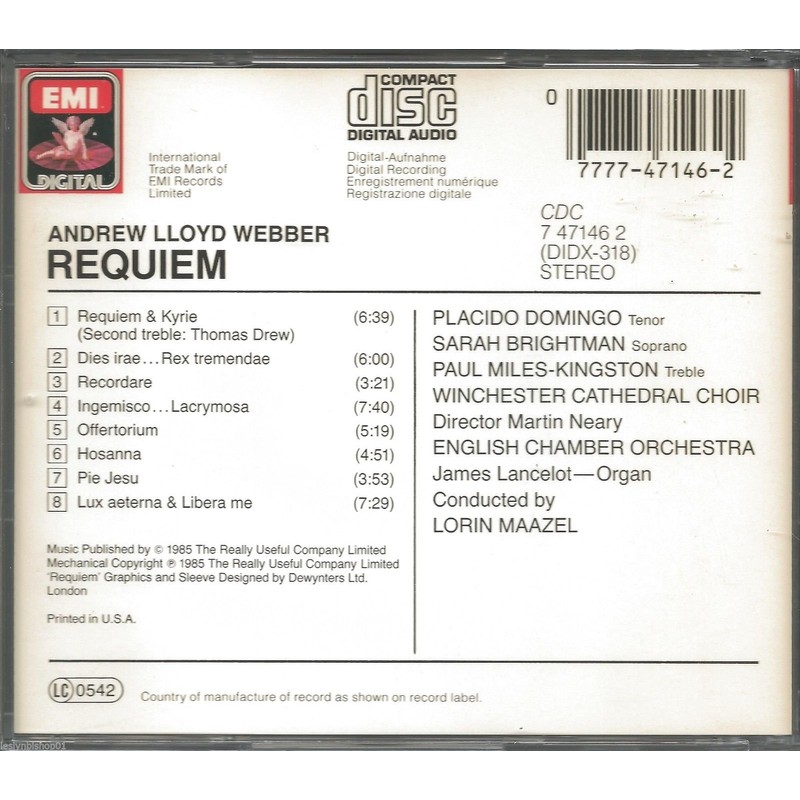 EMI
DIGITAL
International
Trade Mark of
EMI Records
Limited
COMPACT
disc
DIGITAL AUDIO
Digital-Aufnahme
Digital Recording
Enregistrement numérique
Registrazione digitale
0
7777-47146-2
CDC
7 47146 2
(DIDX-318)
STEREO
ANDREW LLOYD WEBBER
REQUIEM
1 Requiem & Kyrie (6:39)
(Second treble: Thomas Drew)
2 Dies irae...Rex tremendae (6:00)
3 Recordare (3:21)
4 Ingemisco...Lacrymosa (7:40)
5 Offertorium (5:19)
6 Hosanna (4:51)
7 Pie Jesu (3:53)
8 Lux aeterna & Libera me (7:29)
Music Published by © 1985 The Really Useful Company Limited
Mechanical Copyright ℗ 1985 The Really Useful Company Limited
'Requiem' Graphics and Sleeve Designed by Dewynters Ltd.
London
Printed in U.S.A.
PLACIDO DOMINGO Tenor
SARAH BRIGHTMAN Soprano
PAUL MILES-KINGSTON Treble
WINCHESTER CATHEDRAL CHOIR
Director Martin Neary
ENGLISH CHAMBER ORCHESTRA
James Lancelot—Organ
Conducted by
LORIN MAAZEL
LC 0542
Country of manufacture of record as shown on record label.
leslynbishop01